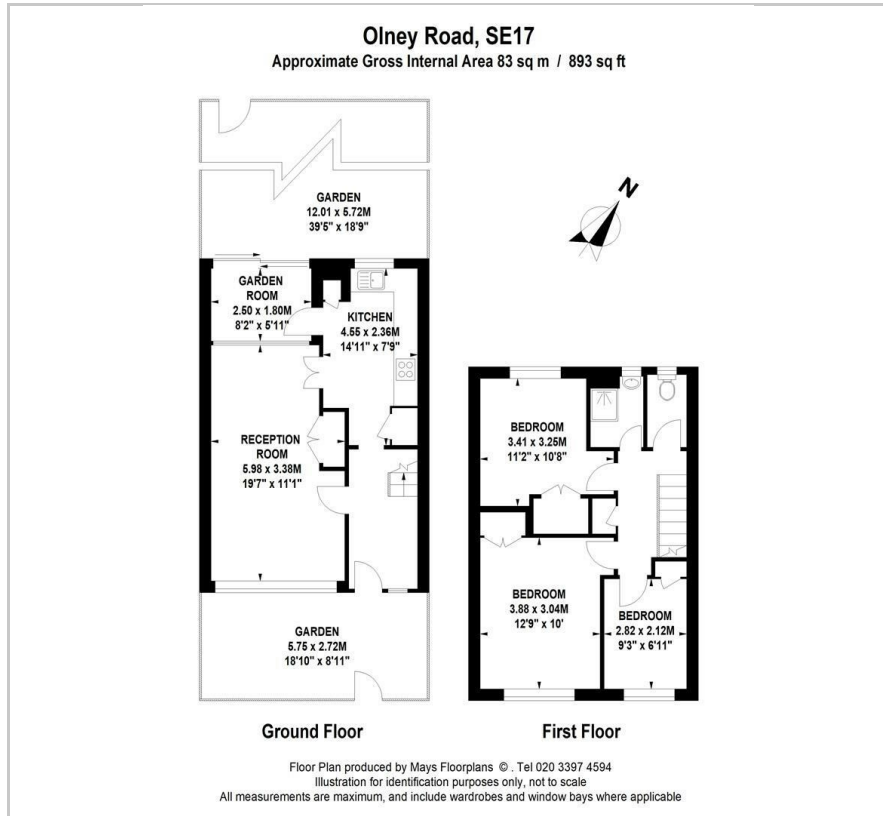 Olney Road, SE17
Approximate Gross Internal Area 83 sq m / 893 sq ft
GARDEN
12.01 x 5.72M
39'5" x 18'9"
N
GARDEN
ROOM
2.50 x 1.80M
8'2" x 5'11"
KITCHEN
4.55 x 2.36M
14'11" x 7'9"
RECEPTION
ROOM
5.98 x 3.38M
19'7" x 11'1"
GARDEN
5.75 x 2.72M
18'10" x 8'11"
BEDROOM
3.41 x 3.25M
11'2" x 10'8"
BEDROOM
3.88 x 3.04M
12'9" x 10'
BEDROOM
2.82 x 2.12M
9'3" x 6'11"
Ground Floor
First Floor
Floor Plan produced by Mays Floorplans © . Tel 020 3397 4594
Illustration for identification purposes only, not to scale
All measurements are maximum, and include wardrobes and window bays where applicable